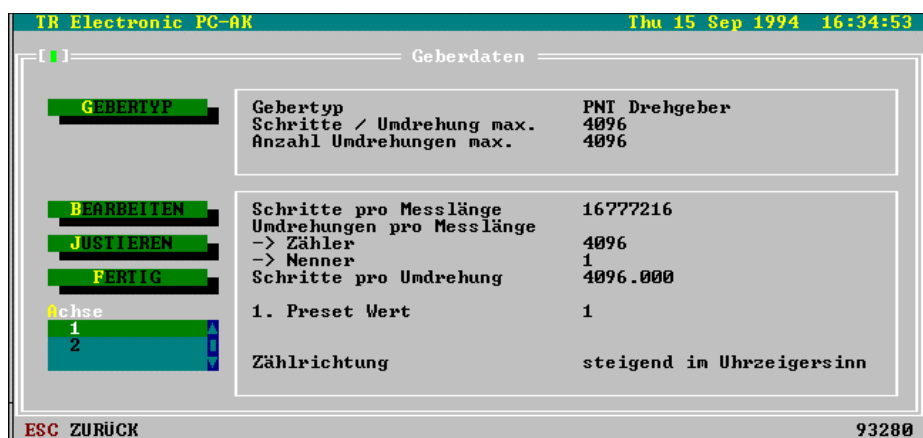 TR Electronic PC-AK Thu 15 Sep 1994 16:34:53
[▮] Geberdaten
GEBERTYP
Gebertyp PNT Drehgeber
Schritte / Umdrehung max. 4096
Anzahl Umdrehungen max. 4096
BEARBEITEN
JUSTIEREN
FERTIG
Achse
1
2
Schritte pro Messlänge 16777216
Umdrehungen pro Messlänge
-> Zähler 4096
-> Nenner 1
Schritte pro Umdrehung 4096.000
1. Preset Wert 1
Zählrichtung steigend im Uhrzeigersinn
ESC ZURÜCK 93280